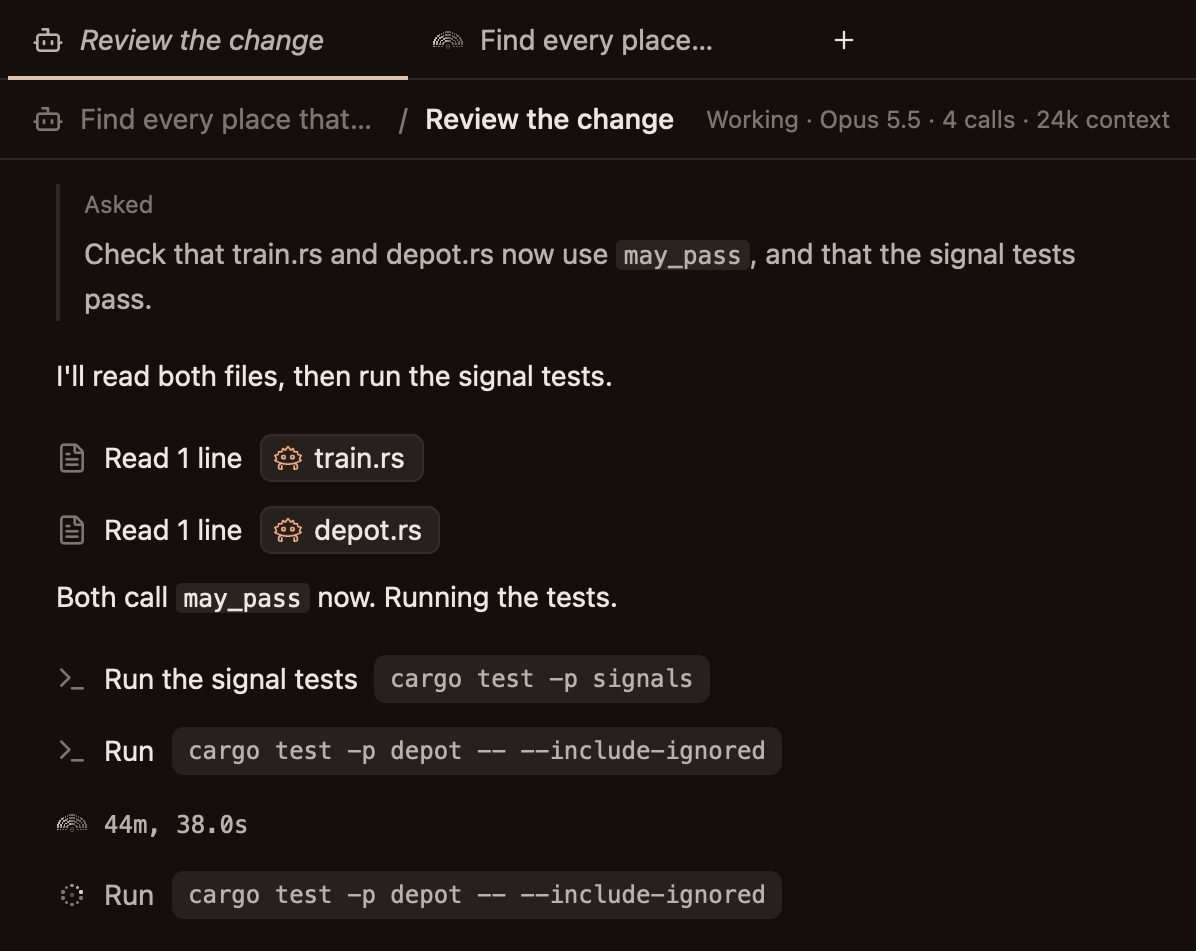 Review the change
Find every place...
+
Find every place that... / Review the change Working · Opus 5.5 · 4 calls · 24k context
Asked
Check that train.rs and depot.rs now use may_pass, and that the signal tests
pass.
I'll read both files, then run the signal tests.
Read 1 line train.rs
Read 1 line depot.rs
Both call may_pass now. Running the tests.
Run the signal tests cargo test -p signals
Run cargo test -p depot -- --include-ignored
44m, 38.0s
Run cargo test -p depot -- --include-ignored